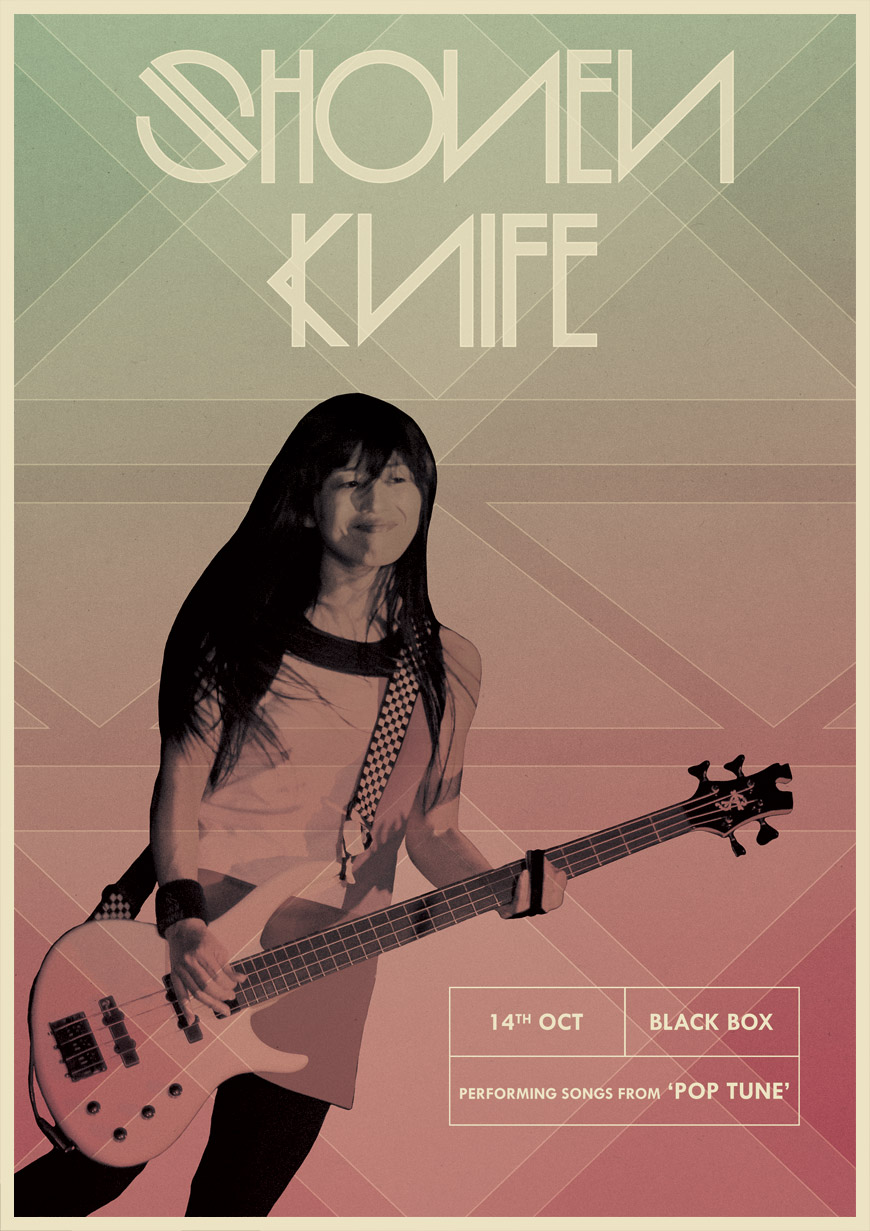 SHONEN
KNIFE
14TH OCT
BLACK BOX
PERFORMING SONGS FROM ‘POP TUNE’